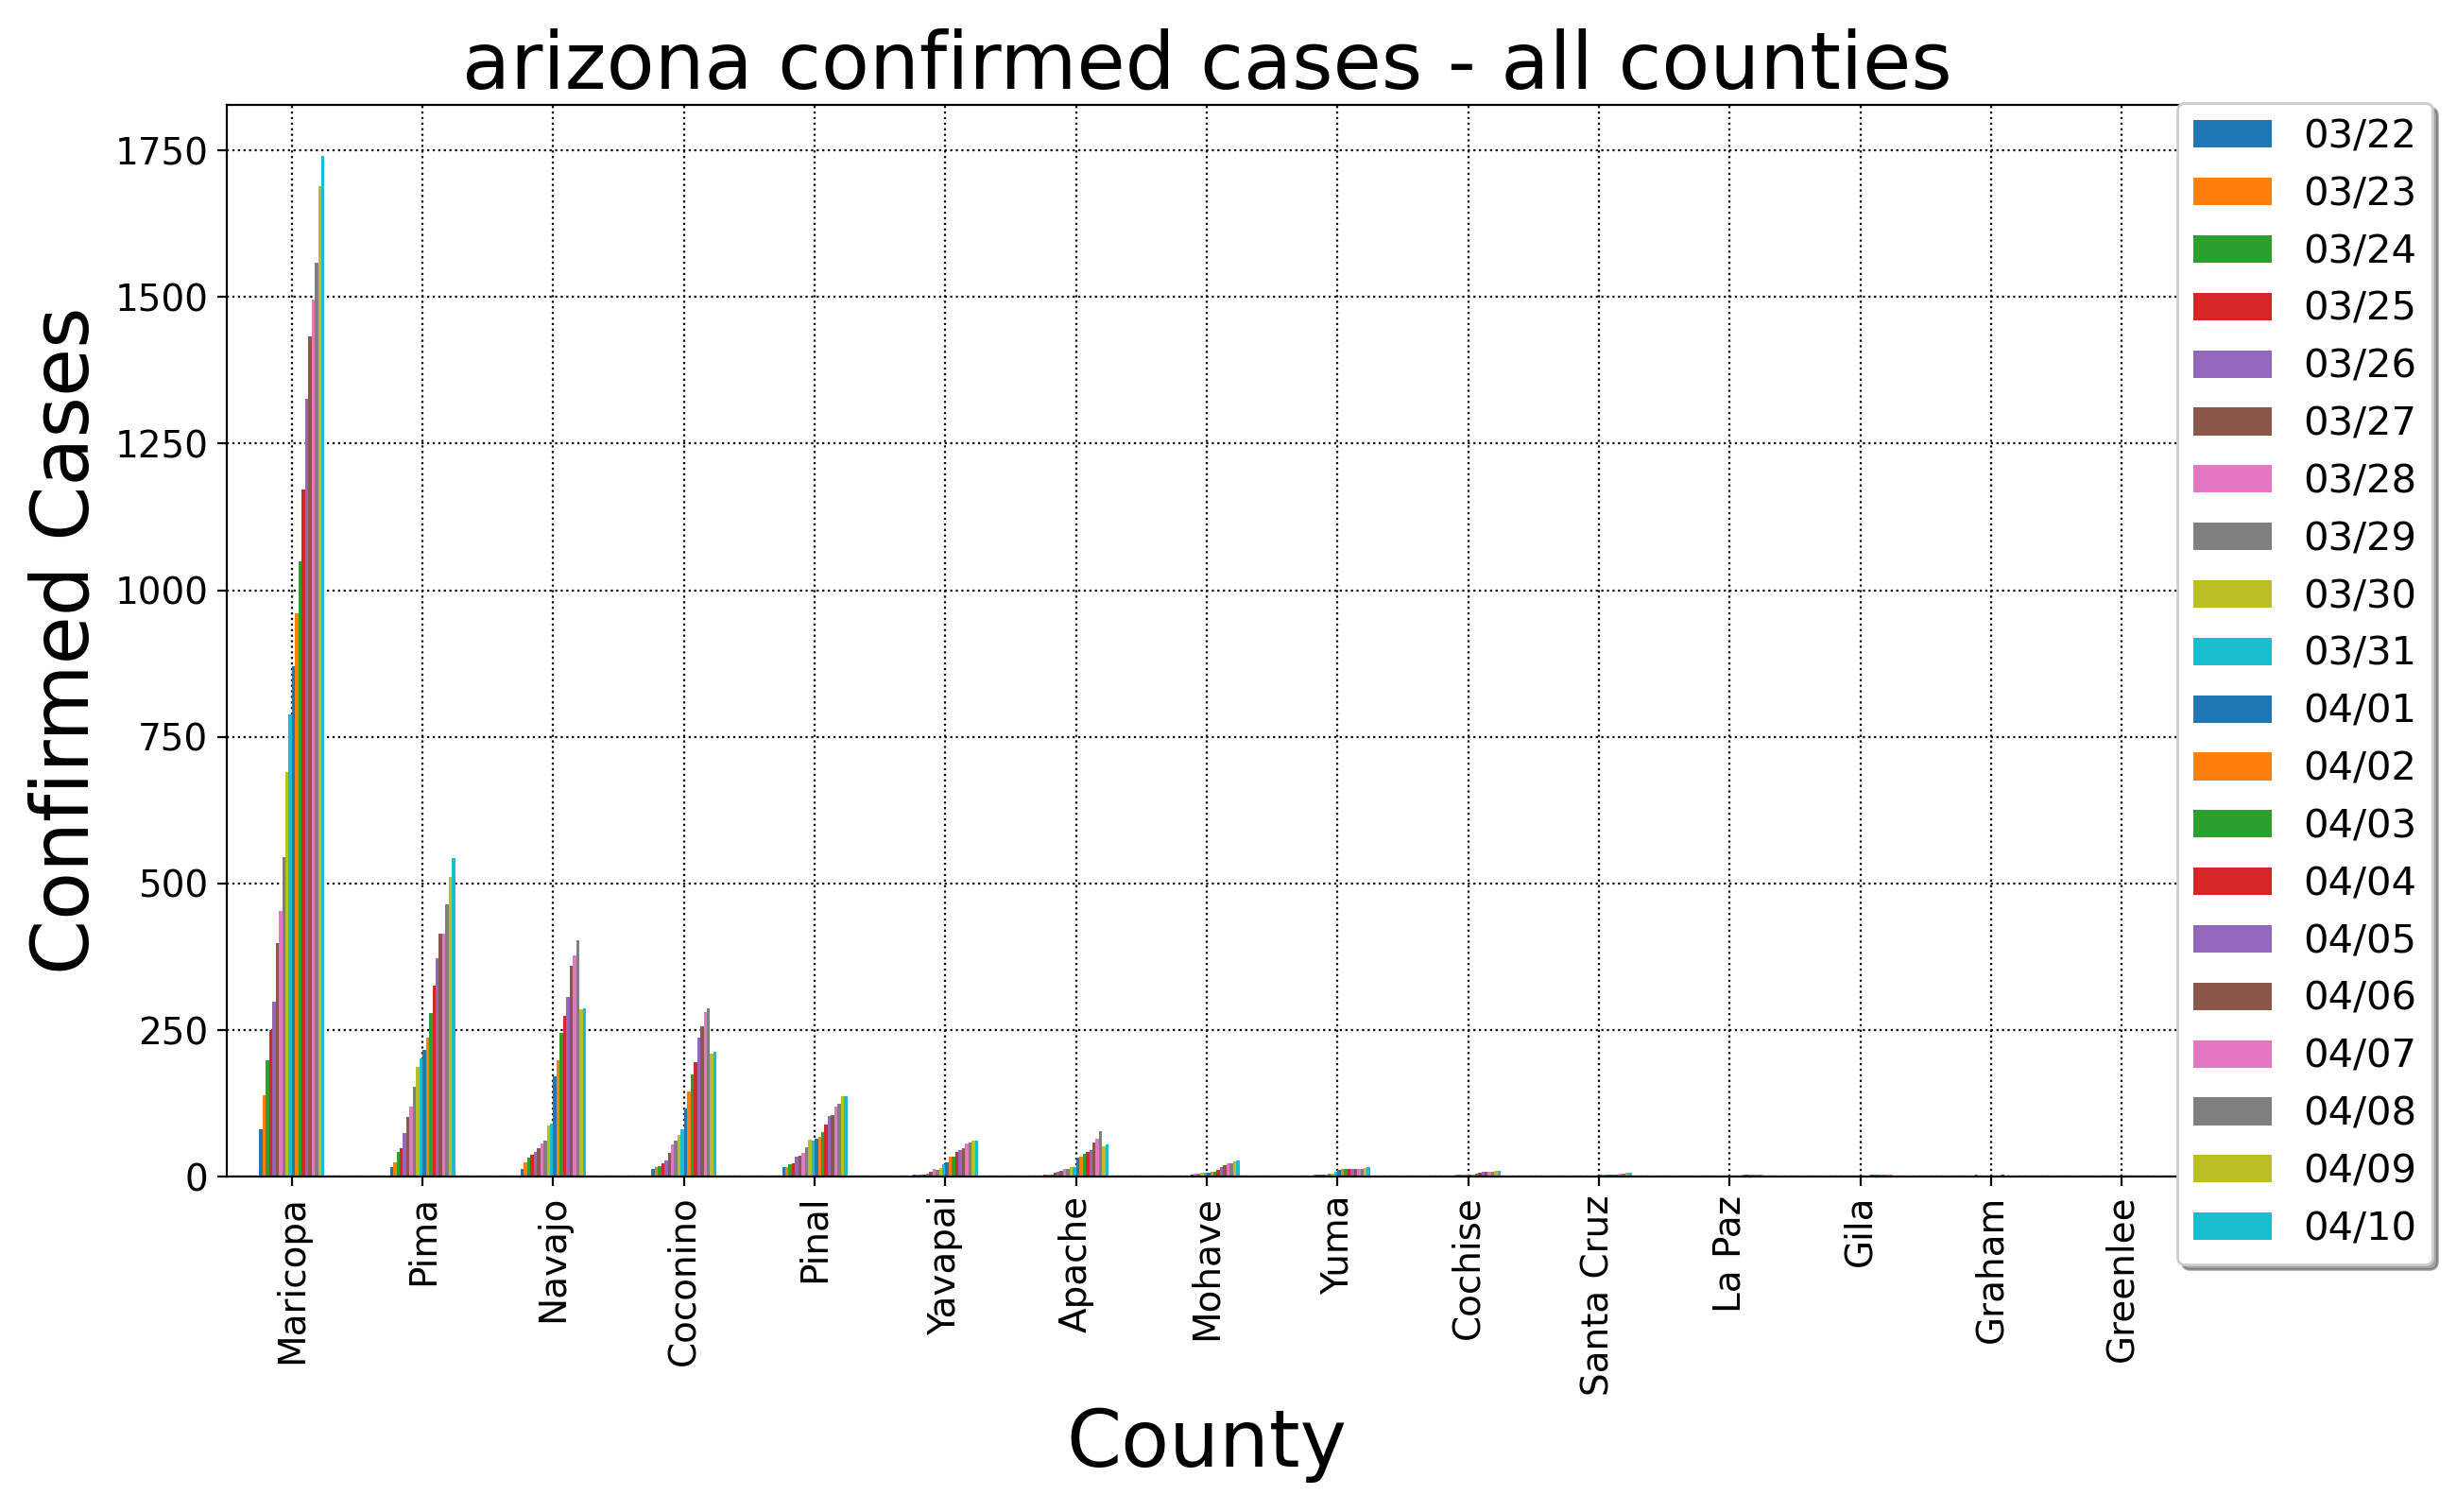 arizona confirmed cases - all counties
Confirmed Cases
1750
1500
1250
1000
750
500
250
0
Maricopa
Pima
Navajo
Coconino
Pinal
Yavapai
Apache
Mohave
Yuma
Cochise
Santa Cruz
La Paz
Gila
Graham
Greenlee
County
03/22
03/23
03/24
03/25
03/26
03/27
03/28
03/29
03/30
03/31
04/01
04/02
04/03
04/04
04/05
04/06
04/07
04/08
04/09
04/10